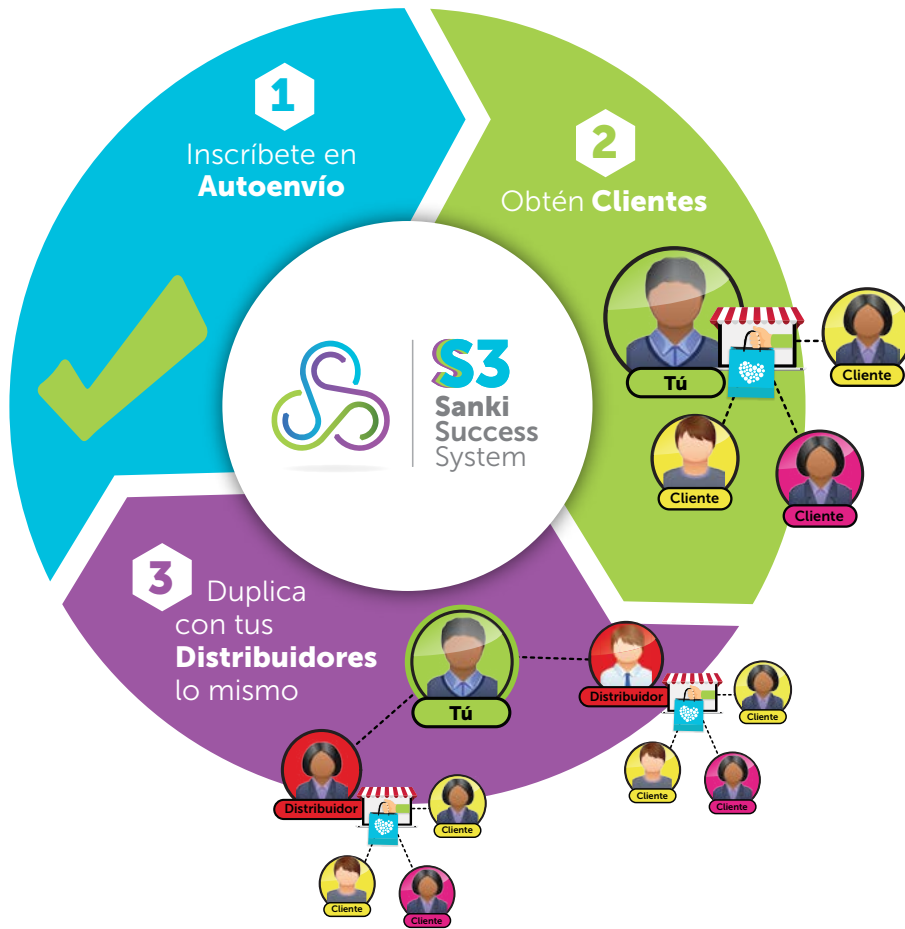 1
Inscríbete en
Autoenvío
2
Obtén Clientes
Tú
Cliente
Cliente
Cliente
S3
Sanki
Success
System
3 Duplica
con tus
Distribuidores
lo mismo
Tú
Distribuidor
Cliente
Cliente
Cliente
Distribuidor
Cliente
Cliente
Cliente